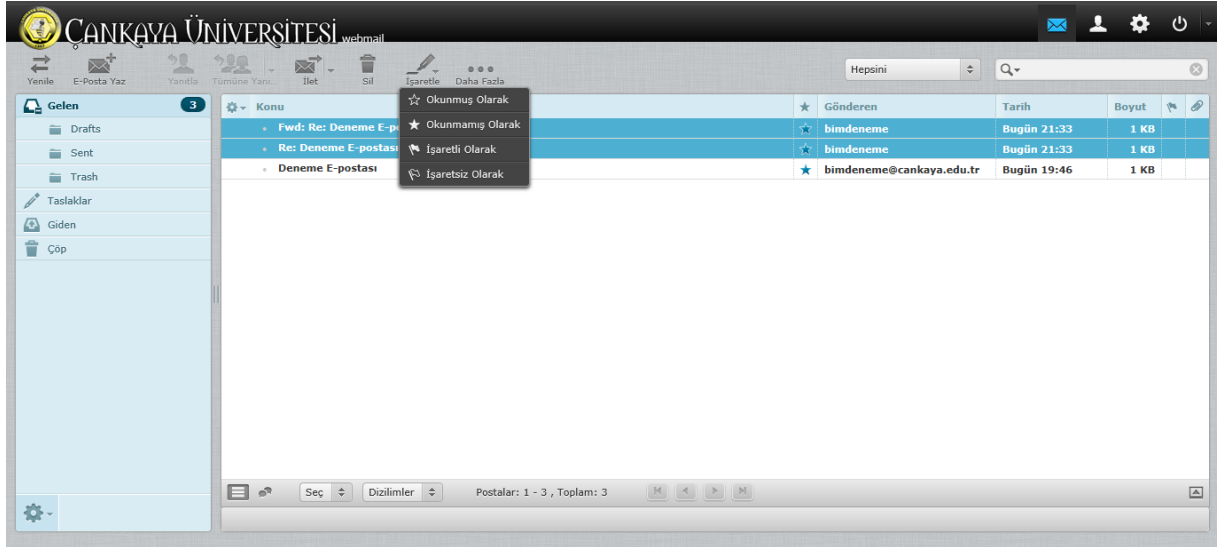 ÇANKAYA ÜNİVERSİTESİ webmail
Yenile E-Posta Yaz Yanıtla Tümüne Yanı... İlet Sil İşaretle Daha Fazla Hepsini
Gelen 3
Drafts
Sent
Trash
Taslaklar
Giden
Çöp
Okunmuş Olarak
Okunmamış Olarak
İşaretli Olarak
İşaretsiz Olarak
Konu Gönderen Tarih Boyut
Fwd: Re: Deneme bimdeneme Bugün 21:33 1 KB
Re: Deneme E-postası bimdeneme Bugün 21:33 1 KB
Deneme E-postası bimdeneme@cankaya.edu.tr Bugün 19:46 1 KB
Seç Dizilimler Postalar: 1 - 3 , Toplam: 3